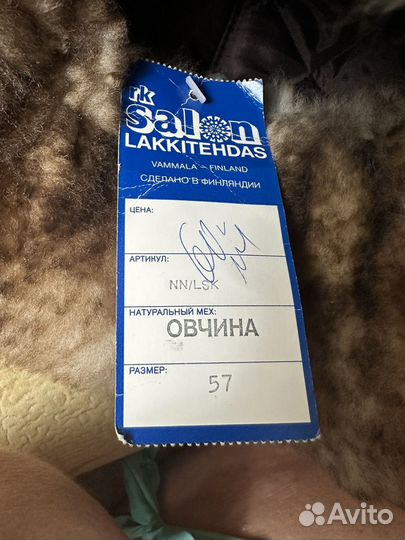 rk
Salon
LAKKITEHDAS
VAMMALA – FINLAND
СДЕЛАНО В ФИНЛЯНДИИ
ЦЕНА:
АРТИКУЛ:
NN/LSK
НАТУРАЛЬНЫЙ МЕХ:
ОВЧИНА
РАЗМЕР:
57
Avito